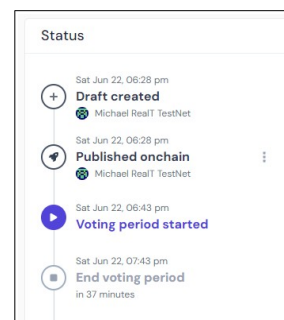 Status
Sat Jun 22, 06:28 pm
Draft created
Michael RealT TestNet
Sat Jun 22, 06:28 pm
Published onchain
Michael RealT TestNet
Sat Jun 22, 06:43 pm
Voting period started
Sat Jun 22, 07:43 pm
End voting period
in 37 minutes